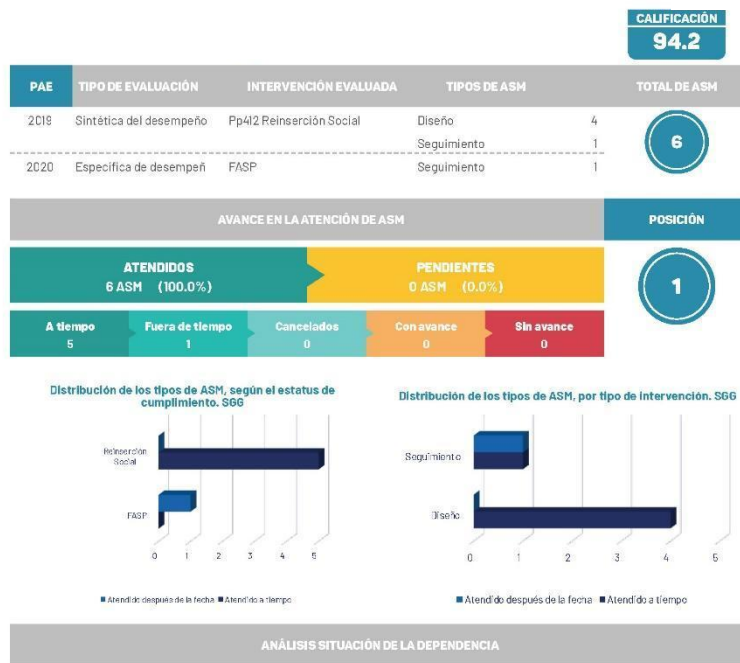 CALIFICACIÓN
94.2
PAE TIPO DE EVALUACIÓN INTERVENCIÓN EVALUADA TIPOS DE ASM TOTAL DE ASM
2019 Sintética del desempeño Pp412 Reinserción Social Diseño 4
Seguimiento 1
6
2020 Específica de desempeñ FASP Seguimiento 1
AVANCE EN LA ATENCIÓN DE ASM POSICIÓN
ATENDIDOS PENDIENTES
6 ASM (100.0%) 0 ASM (0.0%)
1
A tiempo Fuera de tiempo Cancelados Con avance Sin avance
5 1 0 0 0
Distribución de los tipos de ASM, según el estatus de
cumplimiento. SGG
Reinserción
Social
FASP
0 1 2 3 4 5
Atendido después de la fecha Atendido a tiempo
Distribución de los tipos de ASM, por tipo de intervención. SGG
Seguimiento
Diseño
0 1 2 3 4 5
Atendido después de la fecha Atendido a tiempo
ANÁLISIS SITUACIÓN DE LA DEPENDENCIA